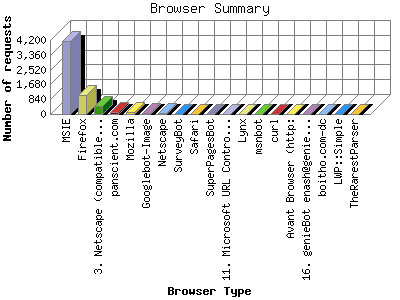 Browser Summary
Number of requests
4,200
3,360
2,520
1,680
840
0
MSIE
Firefox
3. Netscape (compatible...
panscient.com
Mozilla
Googlebot-Image
Netscape
SurveyBot
Safari
SuperPagesBot
11. Microsoft URL Contro...
Lynx
msnbot
curl
Avant Browser (http:
16. genieBot enash@genie...
boitho.com-dc
LWP::Simple
TheRarestParser
Browser Type